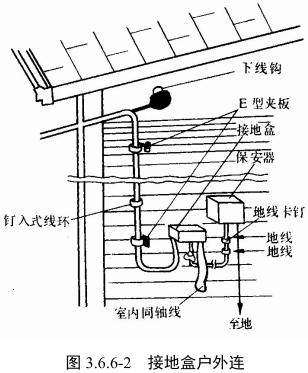 下线钩
E型夹板
接地盒
保安器
钉入式线环
地线卡钉
地线
地线
室内同轴线
至地
图 3.6.6-2 接地盒户外连